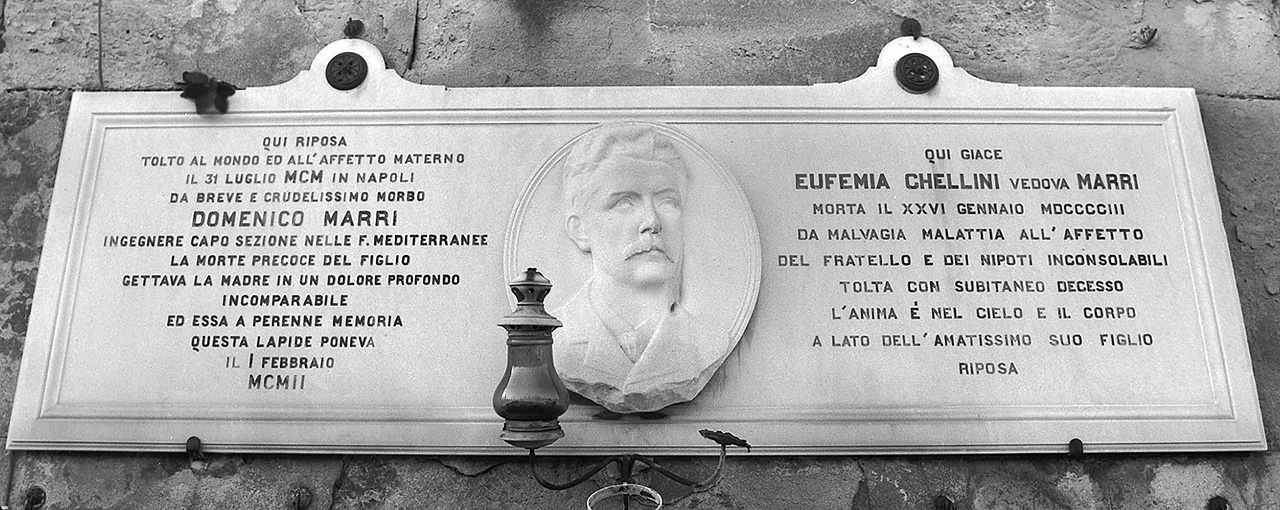 QUI RIPOSA
TOLTO AL MONDO ED ALL'AFFETTO MATERNO
IL 31 LUGLIO MCM IN NAPOLI
DA BREVE E CRUDELISSIMO MORBO
DOMENICO MARRI
INGEGNERE CAPO SEZIONE NELLE F. MEDITERRANEE
LA MORTE PRECOCE DEL FIGLIO
GETTAVA LA MADRE IN UN DOLORE PROFONDO
INCOMPARABILE
ED ESSA A PERENNE MEMORIA
QUESTA LAPIDE PONEVA
IL 1 FEBBRAIO
MCMII
QUI GIACE
EUFEMIA CHELLINI VEDOVA MARRI
MORTA IL XXVI GENNAIO MDCCCCIII
DA MALVAGIA MALATTIA ALL'AFFETTO
DEL FRATELLO E DEI NIPOTI INCONSOLABILI
TOLTA CON SUBITANEO DECESSO
L'ANIMA É NEL CIELO E IL CORPO
A LATO DELL'AMATISSIMO SUO FIGLIO
RIPOSA